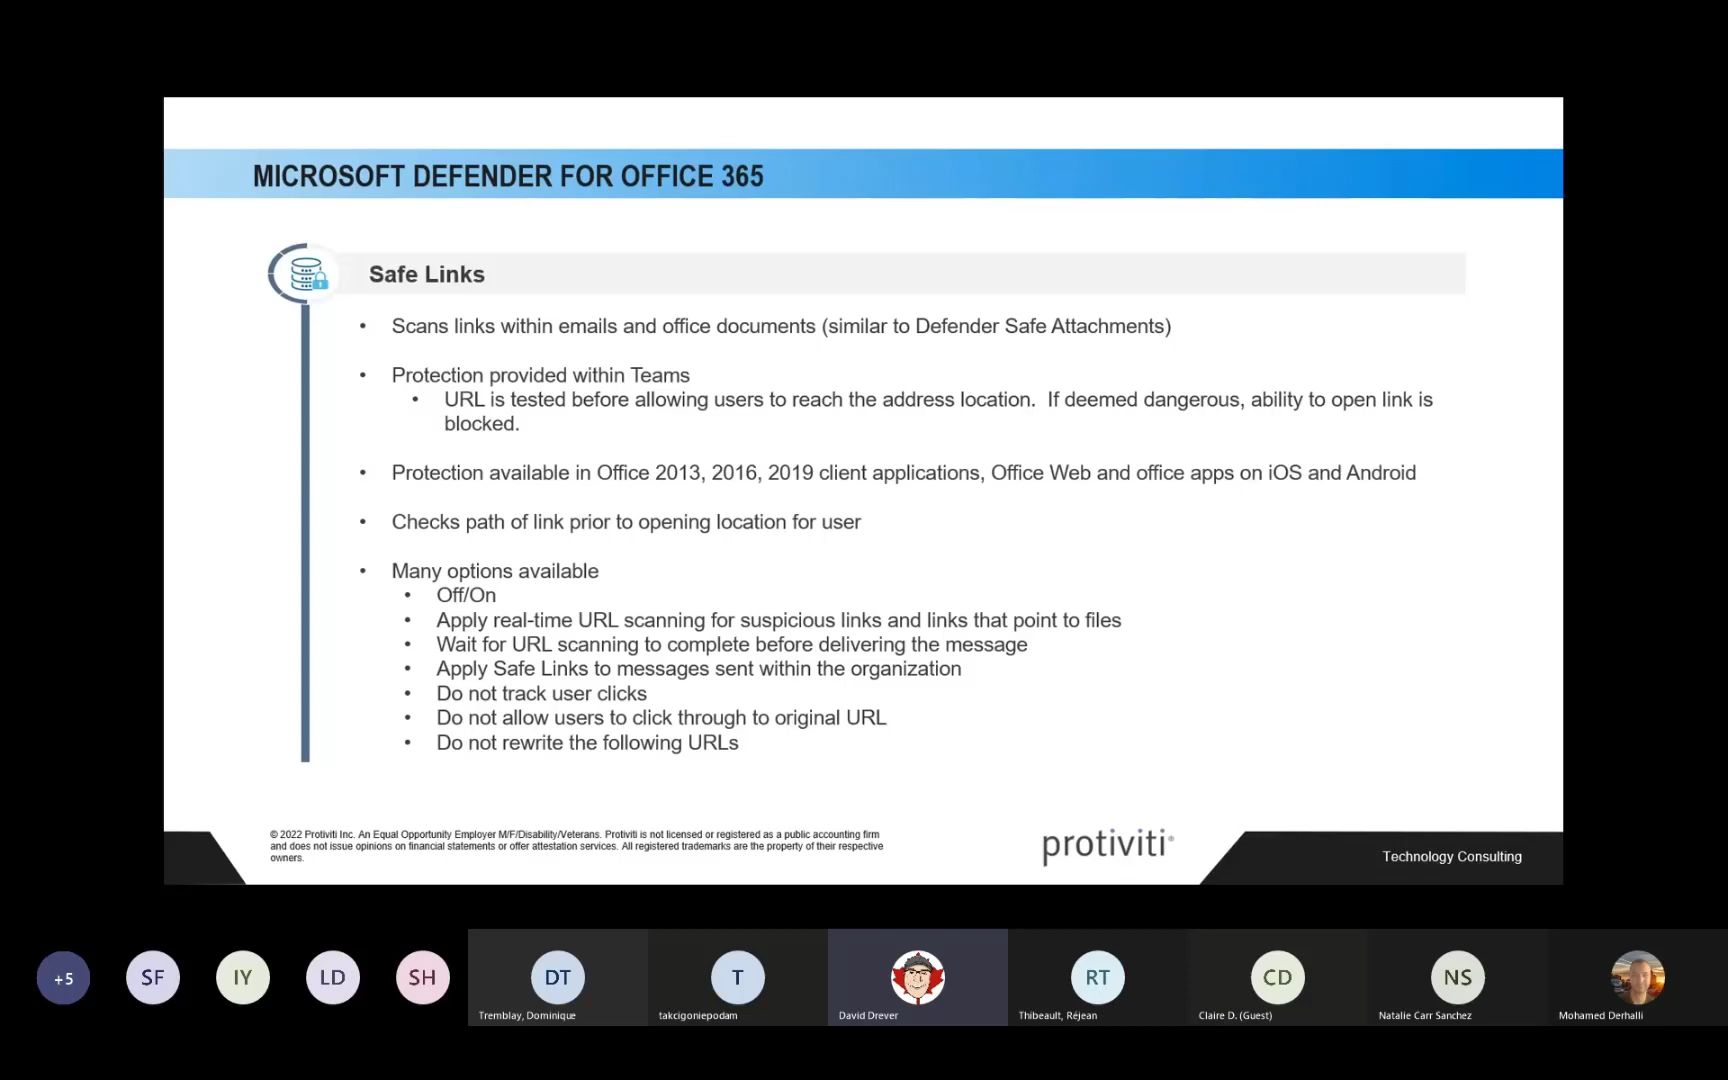 MICROSOFT DEFENDER FOR OFFICE 365
Safe Links
• Scans links within emails and office documents (similar to Defender Safe Attachments)
• Protection provided within Teams
• URL is tested before allowing users to reach the address location. If deemed dangerous, ability to open link is
blocked.
• Protection available in Office 2013, 2016, 2019 client applications, Office Web and office apps on iOS and Android
• Checks path of link prior to opening location for user
• Many options available
• Off/On
• Apply real-time URL scanning for suspicious links and links that point to files
• Wait for URL scanning to complete before delivering the message
• Apply Safe Links to messages sent within the organization
• Do not track user clicks
• Do not allow users to click through to original URL
• Do not rewrite the following URLs
© 2022 Protiviti Inc. An Equal Opportunity Employer M/F/Disability/Veterans. Protiviti is not licensed or registered as a public accounting firm
and does not issue opinions on financial statements or offer attestation services. All registered trademarks are the property of their respective
owners.
protiviti®
Technology Consulting
+5 SF IY LD SH DT T RT CD NS
Tremblay, Dominique takcigoniepodam David Drever Thibeault, Réjean Claire D. (Guest) Natalie Carr Sanchez Mohamed Derhalli